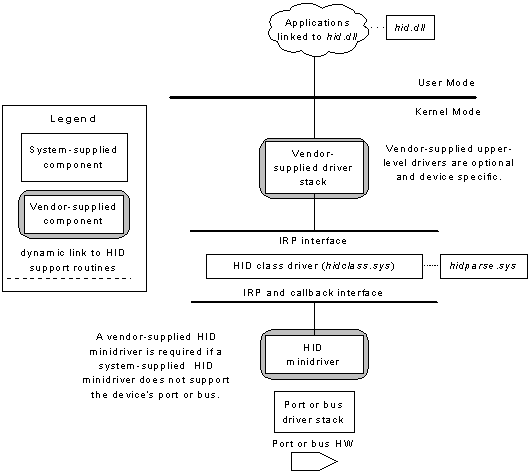 Applications
linked to hid.dll
hid.dll
User Mode
Kernel Mode
Legend
System-supplied
component
Vendor-supplied
component
dynamic link to HID
support routines
Vendor-
supplied driver
stack
Vendor-supplied upper-
level drivers are optional
and device specific.
IRP interface
HID class driver (hidclass.sys)
hidparse.sys
IRP and callback interface
A vendor-supplied HID
minidriver is required if a
system-supplied HID
minidriver does not support
the device's port or bus.
HID
minidriver
Port or bus
driver stack
Port or bus HW